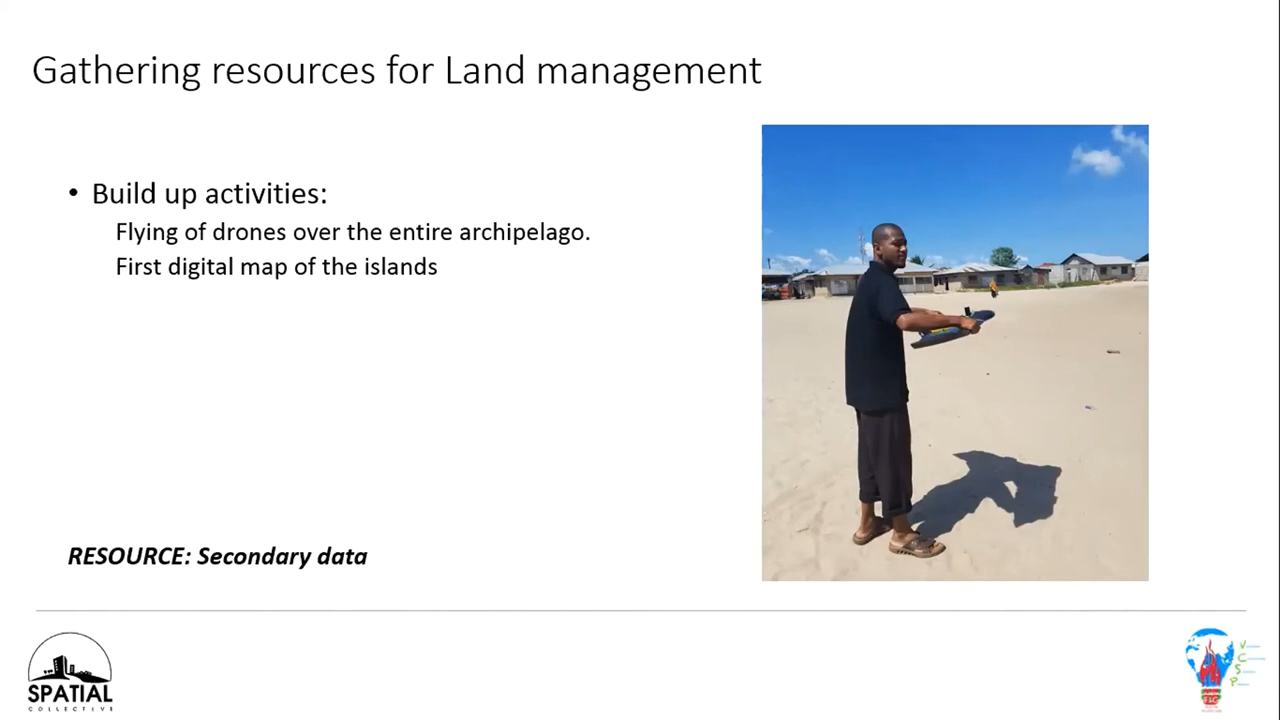 Gathering resources for Land management
• Build up activities:
Flying of drones over the entire archipelago.
First digital map of the islands
RESOURCE: Secondary data
SPATIAL
COLLECTIVE
V
C
S
P